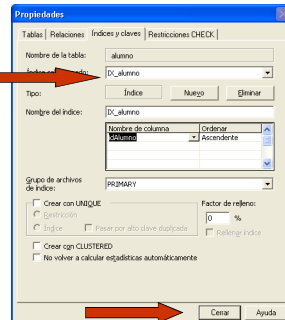 Propiedades
Tablas Relaciones Índices y claves Restricciones CHECK
Nombre de la tabla: alumno
IX_alumno
Tipo: Índice Nuevo Eliminar
Nombre del índice: IX_alumno
Nombre de columna Ordenar
dAlumno Ascendente
Grupo de archivos de índice: PRIMARY
Crear con UNIQUE Factor de relleno:
Restricción 0 %
Índice Pasar por alto clave duplicada Rellenar índice
Crear con CLUSTERED
No volver a calcular estadísticas automáticamente
Cerrar Ayuda